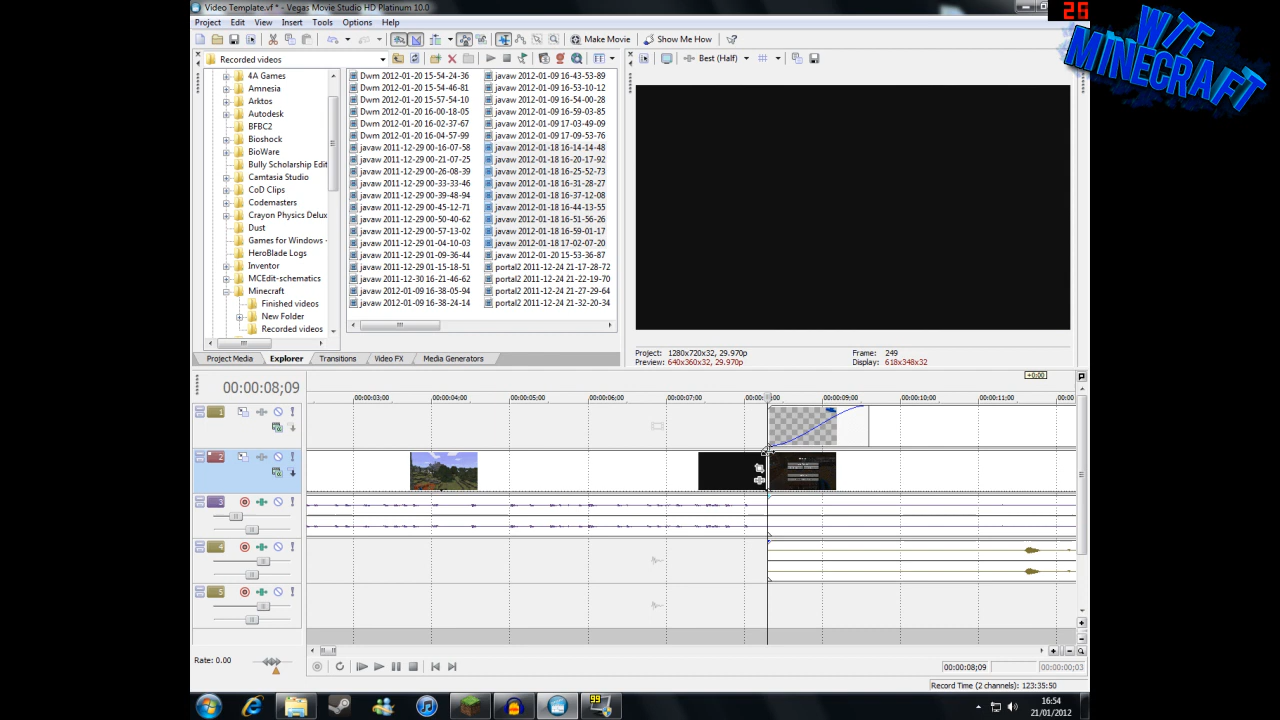 Video Template.vf * - Vegas Movie Studio HD Platinum 10.0
26
WTF
MINECRAFT
Project Edit View Insert Tools Options Help
Make Movie Show Me How
Recorded videos
Best (Half)
4A Games
Amnesia
Arktos
Autodesk
BFBC2
Bioshock
BioWare
Bully Scholarship Edit
Camtasia Studio
CoD Clips
Codemasters
Crayon Physics Delux
Dust
Games for Windows -
HeroBlade Logs
Inventor
MCEdit-schematics
Minecraft
Finished videos
New Folder
Recorded videos
Dwm 2012-01-20 15-54-24-36
Dwm 2012-01-20 15-54-46-81
Dwm 2012-01-20 15-57-54-10
Dwm 2012-01-20 16-00-18-05
Dwm 2012-01-20 16-02-37-67
Dwm 2012-01-20 16-04-57-99
javaw 2011-12-29 00-16-07-58
javaw 2011-12-29 00-21-07-25
javaw 2011-12-29 00-26-08-39
javaw 2011-12-29 00-33-33-46
javaw 2011-12-29 00-39-48-94
javaw 2011-12-29 00-45-12-71
javaw 2011-12-29 00-50-40-62
javaw 2011-12-29 00-57-13-02
javaw 2011-12-29 01-04-10-03
javaw 2011-12-29 01-09-36-44
javaw 2011-12-29 01-15-18-51
javaw 2011-12-30 16-21-46-62
javaw 2012-01-09 16-38-05-94
javaw 2012-01-09 16-38-24-14
javaw 2012-01-09 16-43-53-89
javaw 2012-01-09 16-53-10-12
javaw 2012-01-09 16-54-00-28
javaw 2012-01-09 16-59-03-85
javaw 2012-01-09 17-03-49-09
javaw 2012-01-09 17-09-53-76
javaw 2012-01-18 16-14-14-48
javaw 2012-01-18 16-20-17-92
javaw 2012-01-18 16-25-52-73
javaw 2012-01-18 16-31-28-27
javaw 2012-01-18 16-37-12-08
javaw 2012-01-18 16-44-13-55
javaw 2012-01-18 16-51-56-26
javaw 2012-01-18 16-59-01-17
javaw 2012-01-18 17-02-07-20
javaw 2012-01-20 15-53-36-87
portal2 2011-12-24 21-17-28-72
portal2 2011-12-24 21-22-19-70
portal2 2011-12-24 21-27-29-64
portal2 2011-12-24 21-32-20-34
Project Media Explorer Transitions Video FX Media Generators
Project: 1280x720x32, 29.970p
Preview: 640x360x32, 29.970p
Frame: 249
Display: 618x348x32
+0:00
00:00:08;09
00:00:03:00 00:00:04:00 00:00:05:00 00:00:06:00 00:00:07:00 00:00:09:00 00:00:10:00 00:00:11:00 00:00
1
2
3
4
5
Rate: 0.00
00:00:08;09 00:00:00;03
Record Time (2 channels): 123:35:50
99
16:54
21/01/2012